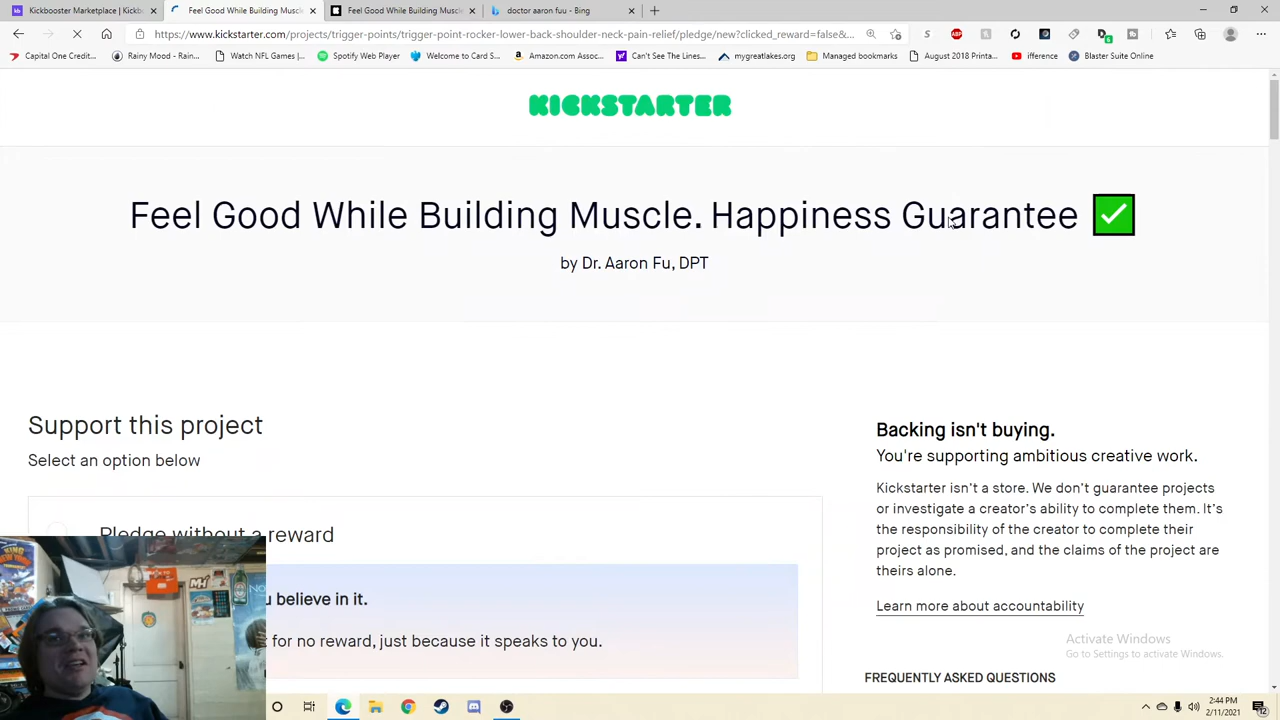 Kickbooster Marketplace | Kickb
Feel Good While Building Muscle
Feel Good While Building Muscle
doctor aaron fuu - Bing
https://www.kickstarter.com/projects/trigger-points/trigger-point-rocker-lower-back-shoulder-neck-pain-relief/pledge/new?clicked_reward=false&...
Capital One Credit...
Rainy Mood - Rain...
Watch NFL Games |...
Spotify Web Player
Welcome to Card S...
Amazon.com Assoc...
Can't See The Lines...
mygreatlakes.org
Managed bookmarks
August 2018 Printa...
ifference
Blaster Suite Online
KICKSTARTER
Feel Good While Building Muscle. Happiness Guarantee ✅
by Dr. Aaron Fu, DPT
Support this project
Select an option below
Pledge without a reward
u believe in it.
for no reward, just because it speaks to you.
Backing isn't buying.
You're supporting ambitious creative work.
Kickstarter isn't a store. We don't guarantee projects
or investigate a creator's ability to complete them. It's
the responsibility of the creator to complete their
project as promised, and the claims of the project are
theirs alone.
Learn more about accountability
Activate Windows
Go to Settings to activate Windows.
FREQUENTLY ASKED QUESTIONS
2:44 PM
2/11/2021